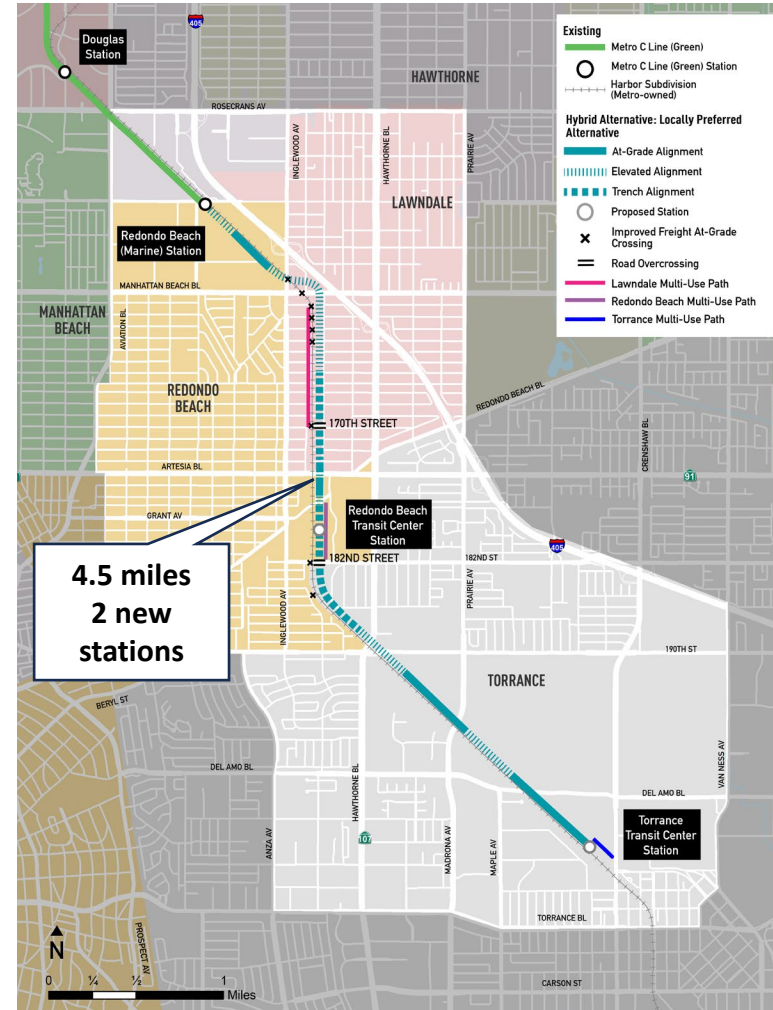 405
Douglas
Station
HAWTHORNE
ROSECRANS AV
INGLEWOOD AV
HAWTHORNE BL
PRAIRIE AV
LAWNDALE
Redondo Beach
(Marine) Station
MANHATTAN BEACH BL
MANHATTAN
BEACH
AVIATION BL
REDONDO
BEACH
REDONDO BEACH BL
170TH STREET
CRENSHAW BL
ARTESIA BL
91
GRANT AV
Redondo Beach
Transit Center
Station
405
182ND STREET
182ND ST
PRAIRIE AV
4.5 miles
2 new
stations
INGLEWOOD AV
190TH ST
TORRANCE
BERYL ST
VAN NESS AV
DEL AMO BL
DEL AMO BL
HAWTHORNE BL
Torrance
Transit Center
Station
ANZA AV
107
MADRONA AV
MAPLE AV
TORRANCE BL
PROSPECT AV
CARSON ST
N
0 ¼ ½ 1
Miles
Existing
Metro C Line (Green)
Metro C Line (Green) Station
Harbor Subdivision
(Metro-owned)
Hybrid Alternative: Locally Preferred
Alternative
At-Grade Alignment
Elevated Alignment
Trench Alignment
Proposed Station
Improved Freight At-Grade
Crossing
Road Overcrossing
Lawndale Multi-Use Path
Redondo Beach Multi-Use Path
Torrance Multi-Use Path